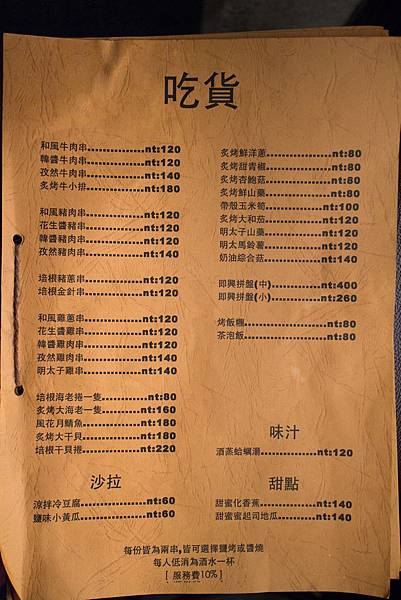 吃貨
和風牛肉串...............nt:120
韓醬牛肉串...............nt:120
孜然牛肉串...............nt:140
炙烤牛小排...............nt:180
和風豬肉串...............nt:120
花生醬豬串...............nt:120
韓醬豬肉串...............nt:120
孜然豬肉串...............nt:140
培根豬蔥串...............nt:120
培根金針串...............nt:120
和風雞蔥串...............nt:120
花生醬雞串...............nt:120
韓醬雞肉串...............nt:120
孜然雞肉串...............nt:140
明太子雞串...............nt:140
培根海老捲一隻..........nt:80
炙烤大海老一隻..........nt:160
風花月鯖魚...............nt:180
炙烤大干貝...............nt:180
培根干貝捲...............nt:220
沙拉
涼拌冷豆腐...............nt:60
鹽味小黃瓜...............nt:60
炙烤鮮洋蔥...............nt:80
炙烤甜青椒...............nt:80
炙烤杏鮑菇...............nt:80
炙烤鮮山藥...............nt:80
帶殼玉米筍...............nt:100
炙烤大和茄...............nt:120
明太子山藥...............nt:120
明太馬鈴薯...............nt:120
奶油綜合菇...............nt:140
即興拼盤(中)............nt:400
即興拼盤(小)............nt:260
烤飯糰....................nt:80
茶泡飯....................nt:80
味汁
酒蒸蛤蠣湯...............nt:120
甜點
甜蜜化香蕉...............nt:140
甜蜜蜜起司地瓜..........nt:140
每份皆為兩串,皆可選擇鹽烤或醬燒
每人低消為酒水一杯
[ 服務費10% ]